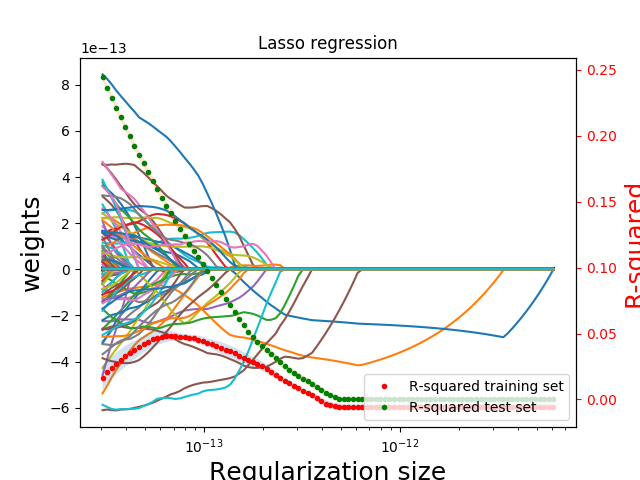 Lasso regression
1e−13
8
6
4
2
0
−2
−4
−6
weights
0.25
0.20
0.15
0.10
0.05
0.00
R-squared
R-squared training set
R-squared test set
10⁻¹³
10⁻¹²
Regularization size